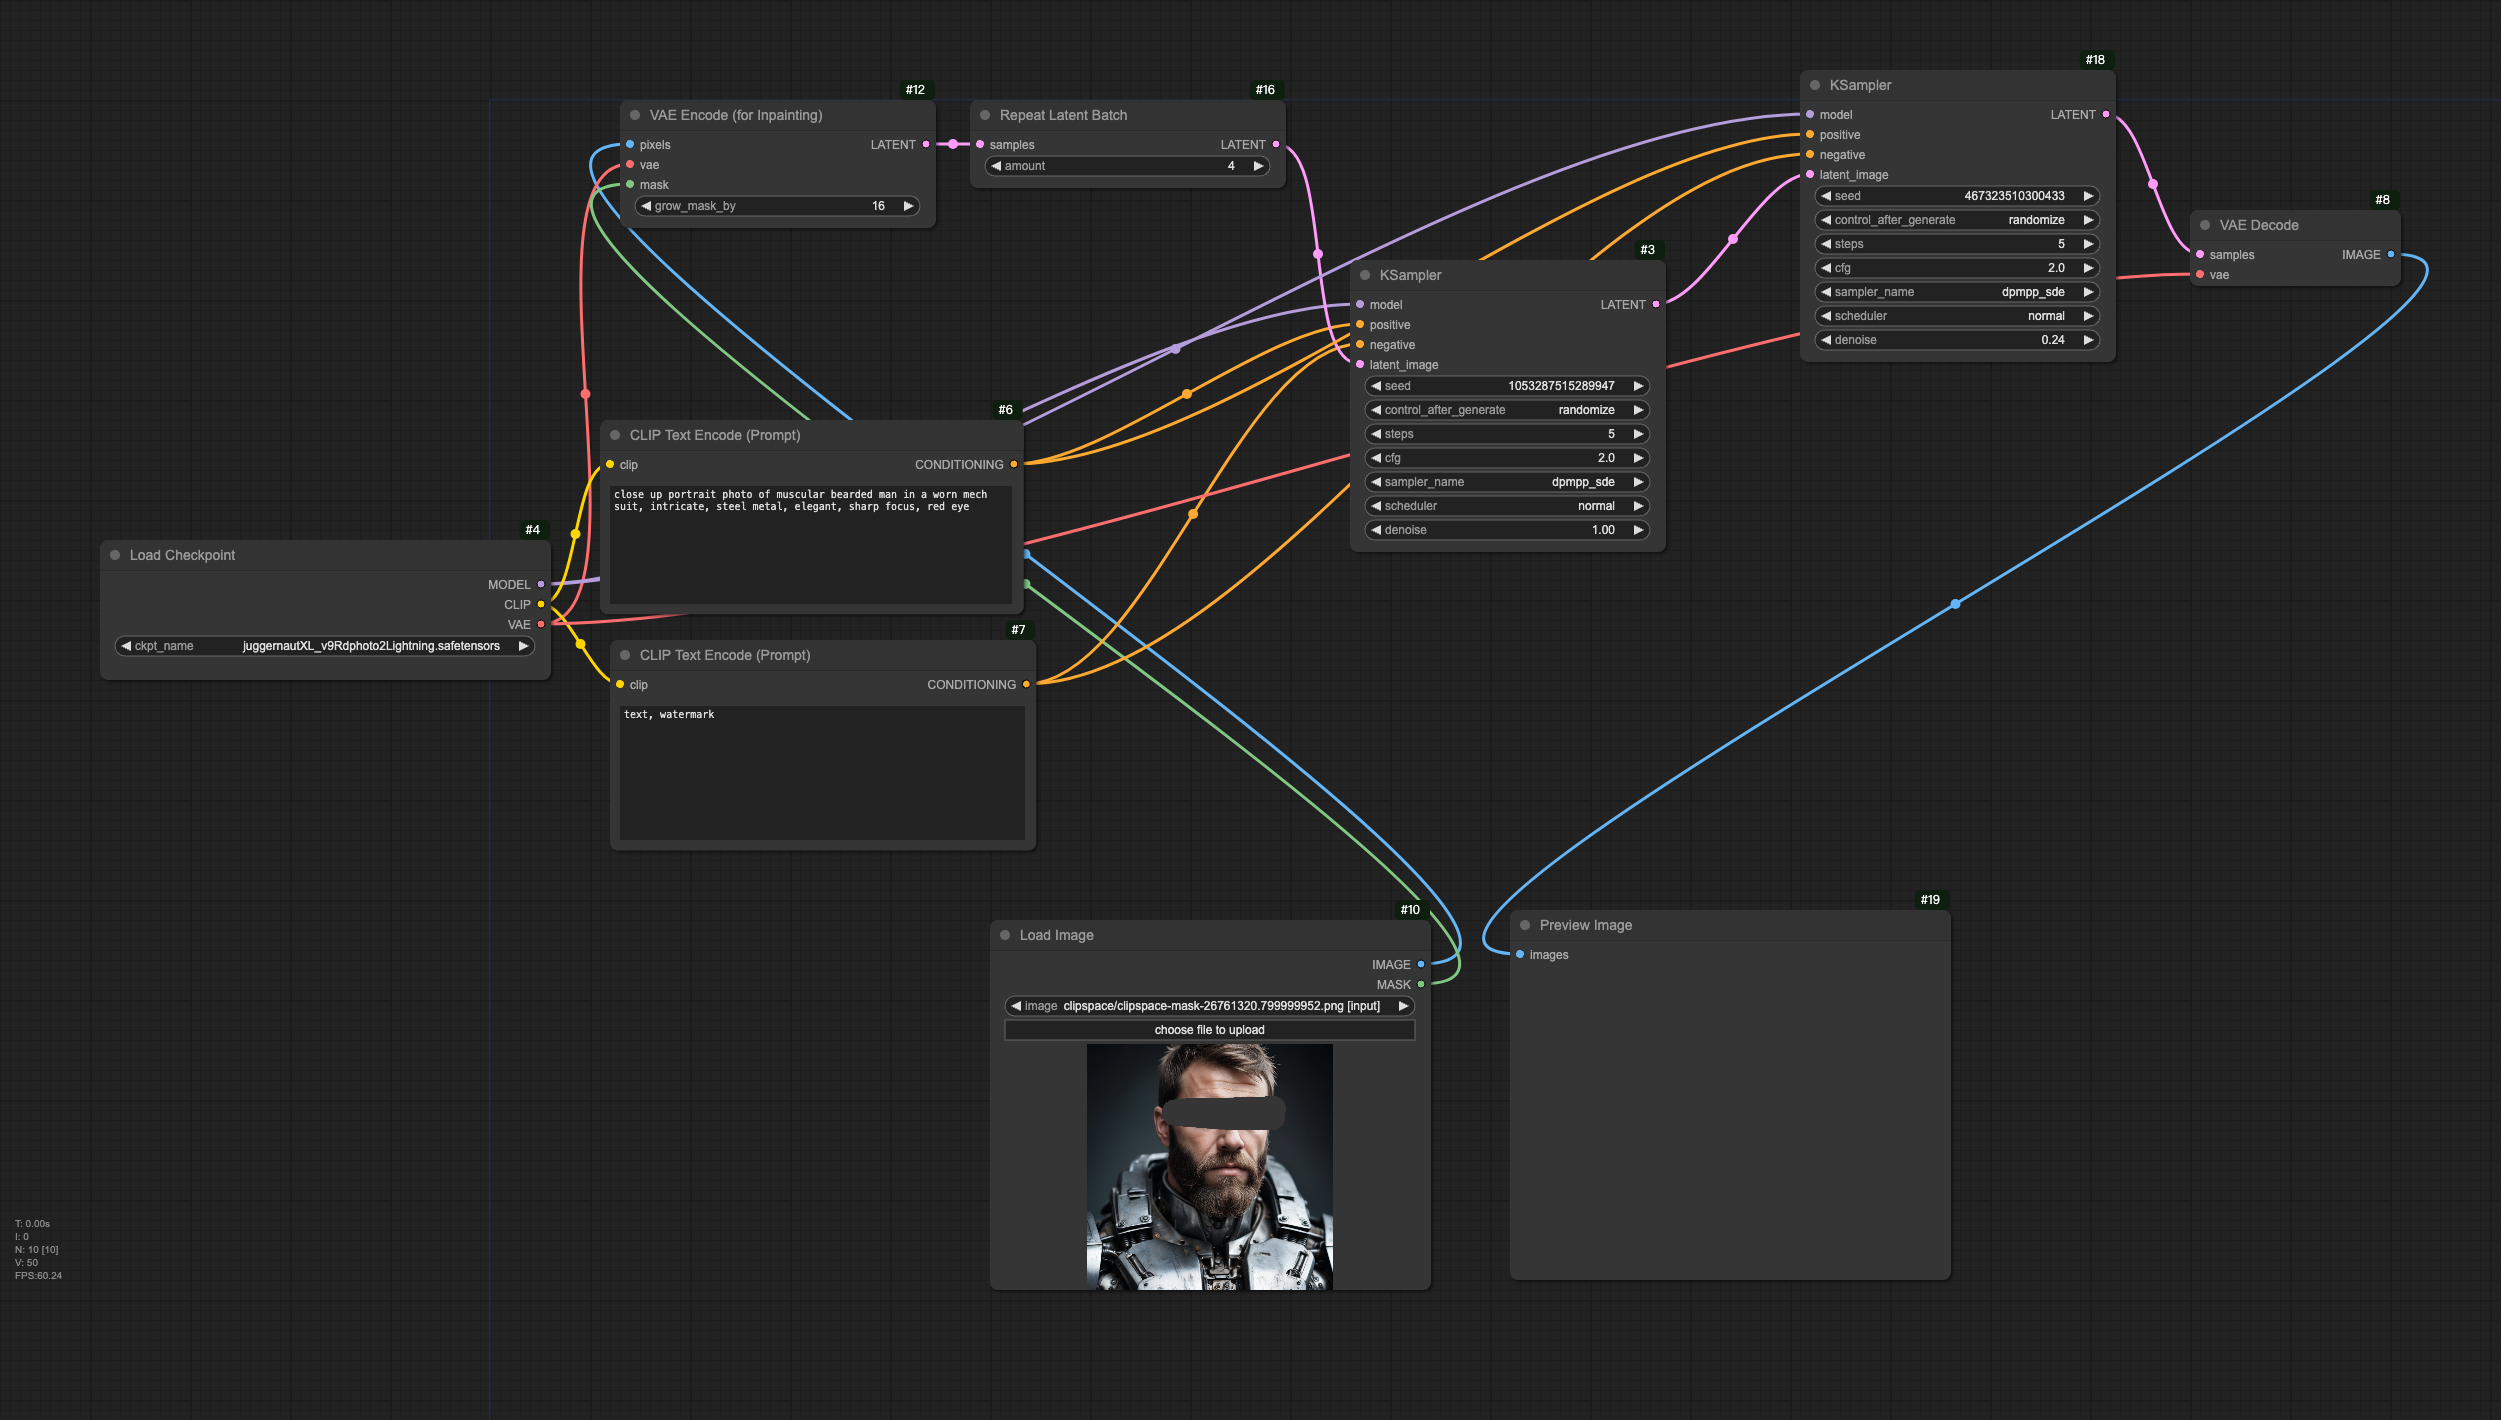 #12
VAE Encode (for Inpainting)
pixels LATENT
vae
mask
grow_mask_by 16
#16
Repeat Latent Batch
samples LATENT
amount 4
#18
KSampler
model LATENT
positive
negative
latent_image
seed 467323510300433
control_after_generate randomize
steps 5
cfg 2.0
sampler_name dpmpp_sde
scheduler normal
denoise 0.24
#8
VAE Decode
samples IMAGE
vae
#3
KSampler
model LATENT
positive
negative
latent_image
seed 1053287515289947
control_after_generate randomize
steps 5
cfg 2.0
sampler_name dpmpp_sde
scheduler normal
denoise 1.00
#6
CLIP Text Encode (Prompt)
clip CONDITIONING
close up portrait photo of muscular bearded man in a worn mech
suit, intricate, steel metal, elegant, sharp focus, red eye
#4
Load Checkpoint
MODEL
CLIP
VAE
ckpt_name juggernautXL_v9Rdphoto2Lightning.safetensors
#7
CLIP Text Encode (Prompt)
clip CONDITIONING
text, watermark
#10
Load Image
IMAGE
MASK
image clipspace/clipspace-mask-26761320.799999952.png [input]
choose file to upload
#19
Preview Image
images
T: 0.00s
I: 0
N: 10 [10]
V: 50
FPS:60.24